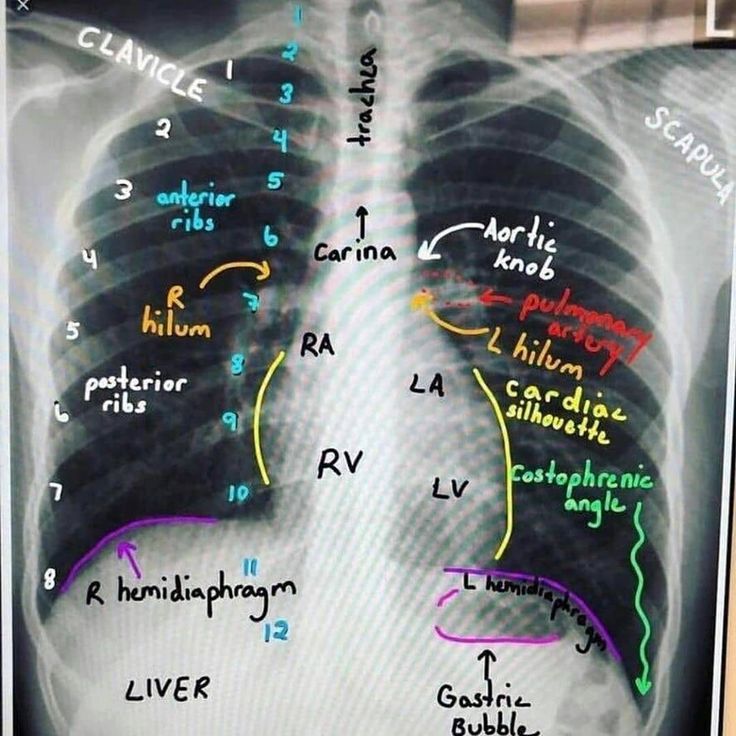 CLAVICLE
SCAPULA
trachea
1
2
3
4
5
6
7
8
9
10
11
12
1
2
3
4
5
6
7
8
anterior
ribs
Carina
Aortic
knob
R
hilum
pulmonary
artery
L hilum
RA
LA
cardiac
silhouette
posterior
ribs
RV
LV
Costophrenic
angle
R hemidiaphragm
L hemidiaphragm
LIVER
Gastric
Bubble